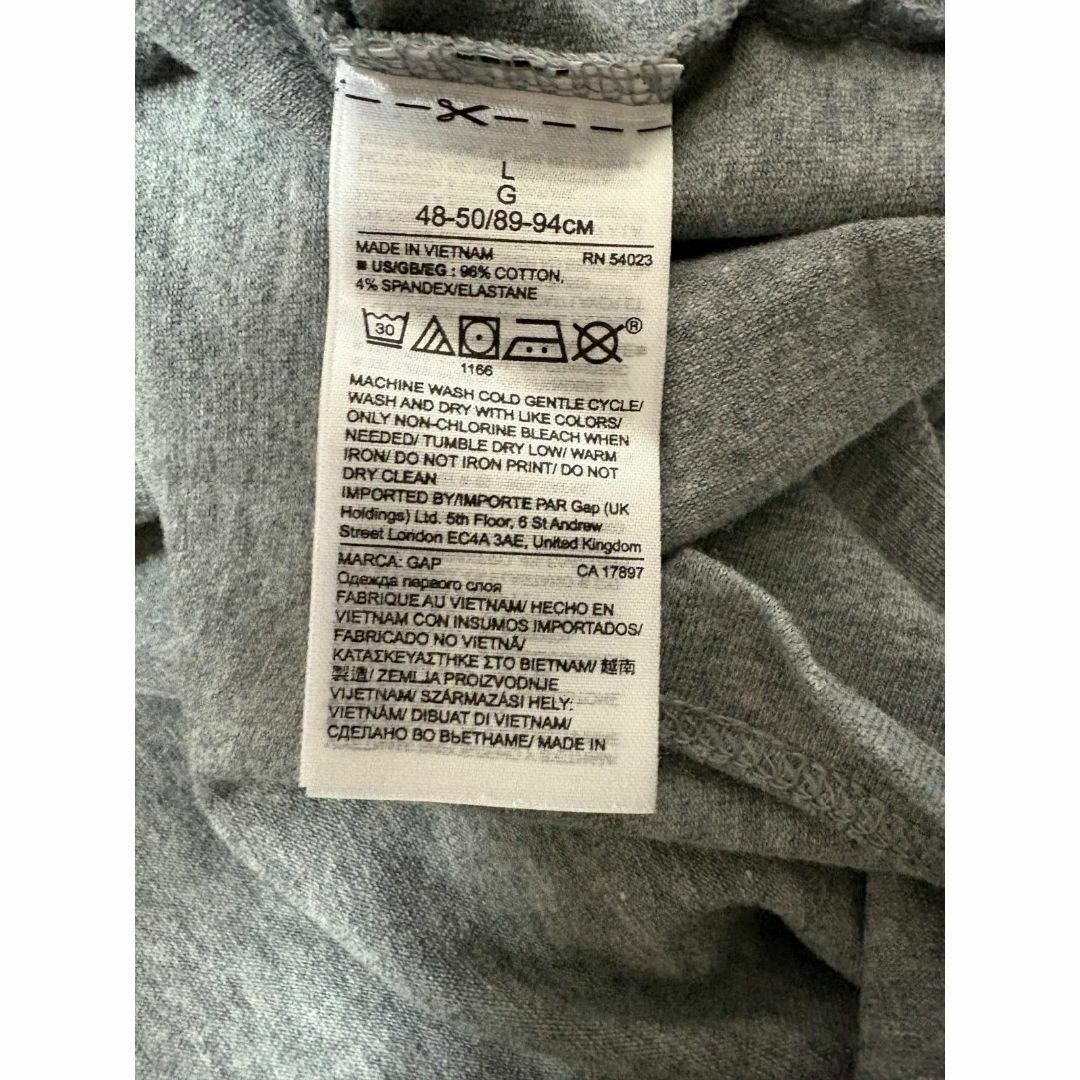 L
G
48-50/89-94CM
MADE IN VIETNAM RN 54023
■ US/GB/EG : 96% COTTON,
4% SPANDEX/ELASTANE
30 ®
1166
MACHINE WASH COLD GENTLE CYCLE/
WASH AND DRY WITH LIKE COLORS/
ONLY NON-CHLORINE BLEACH WHEN
NEEDED/ TUMBLE DRY LOW/ WARM
IRON/ DO NOT IRON PRINT/ DO NOT
DRY CLEAN
IMPORTED BY/IMPORTE PAR Gap (UK
Holdings) Ltd. 5th Floor, 6 St Andrew
Street London EC4A 3AE, United Kingdom
MARCA: GAP CA 17897
Одежда первого слоя
FABRIQUE AU VIETNAM/ HECHO EN
VIETNAM CON INSUMOS IMPORTADOS/
FABRICADO NO VIETNÃ/
ΚΑΤΑΣΚΕΥΑΣΤΗΚΕ ΣΤΟ ΒΙΕΤΝΑΜ/ 越南
製造/ ZEMLJA PROIZVODNJE
VIJETNAM/ SZÁRMAZÁSI HELY:
VIETNÁM/ DIBUAT DI VIETNAM/
СДЕЛАНО ВО ВЬЕТНАМЕ/ MADE IN